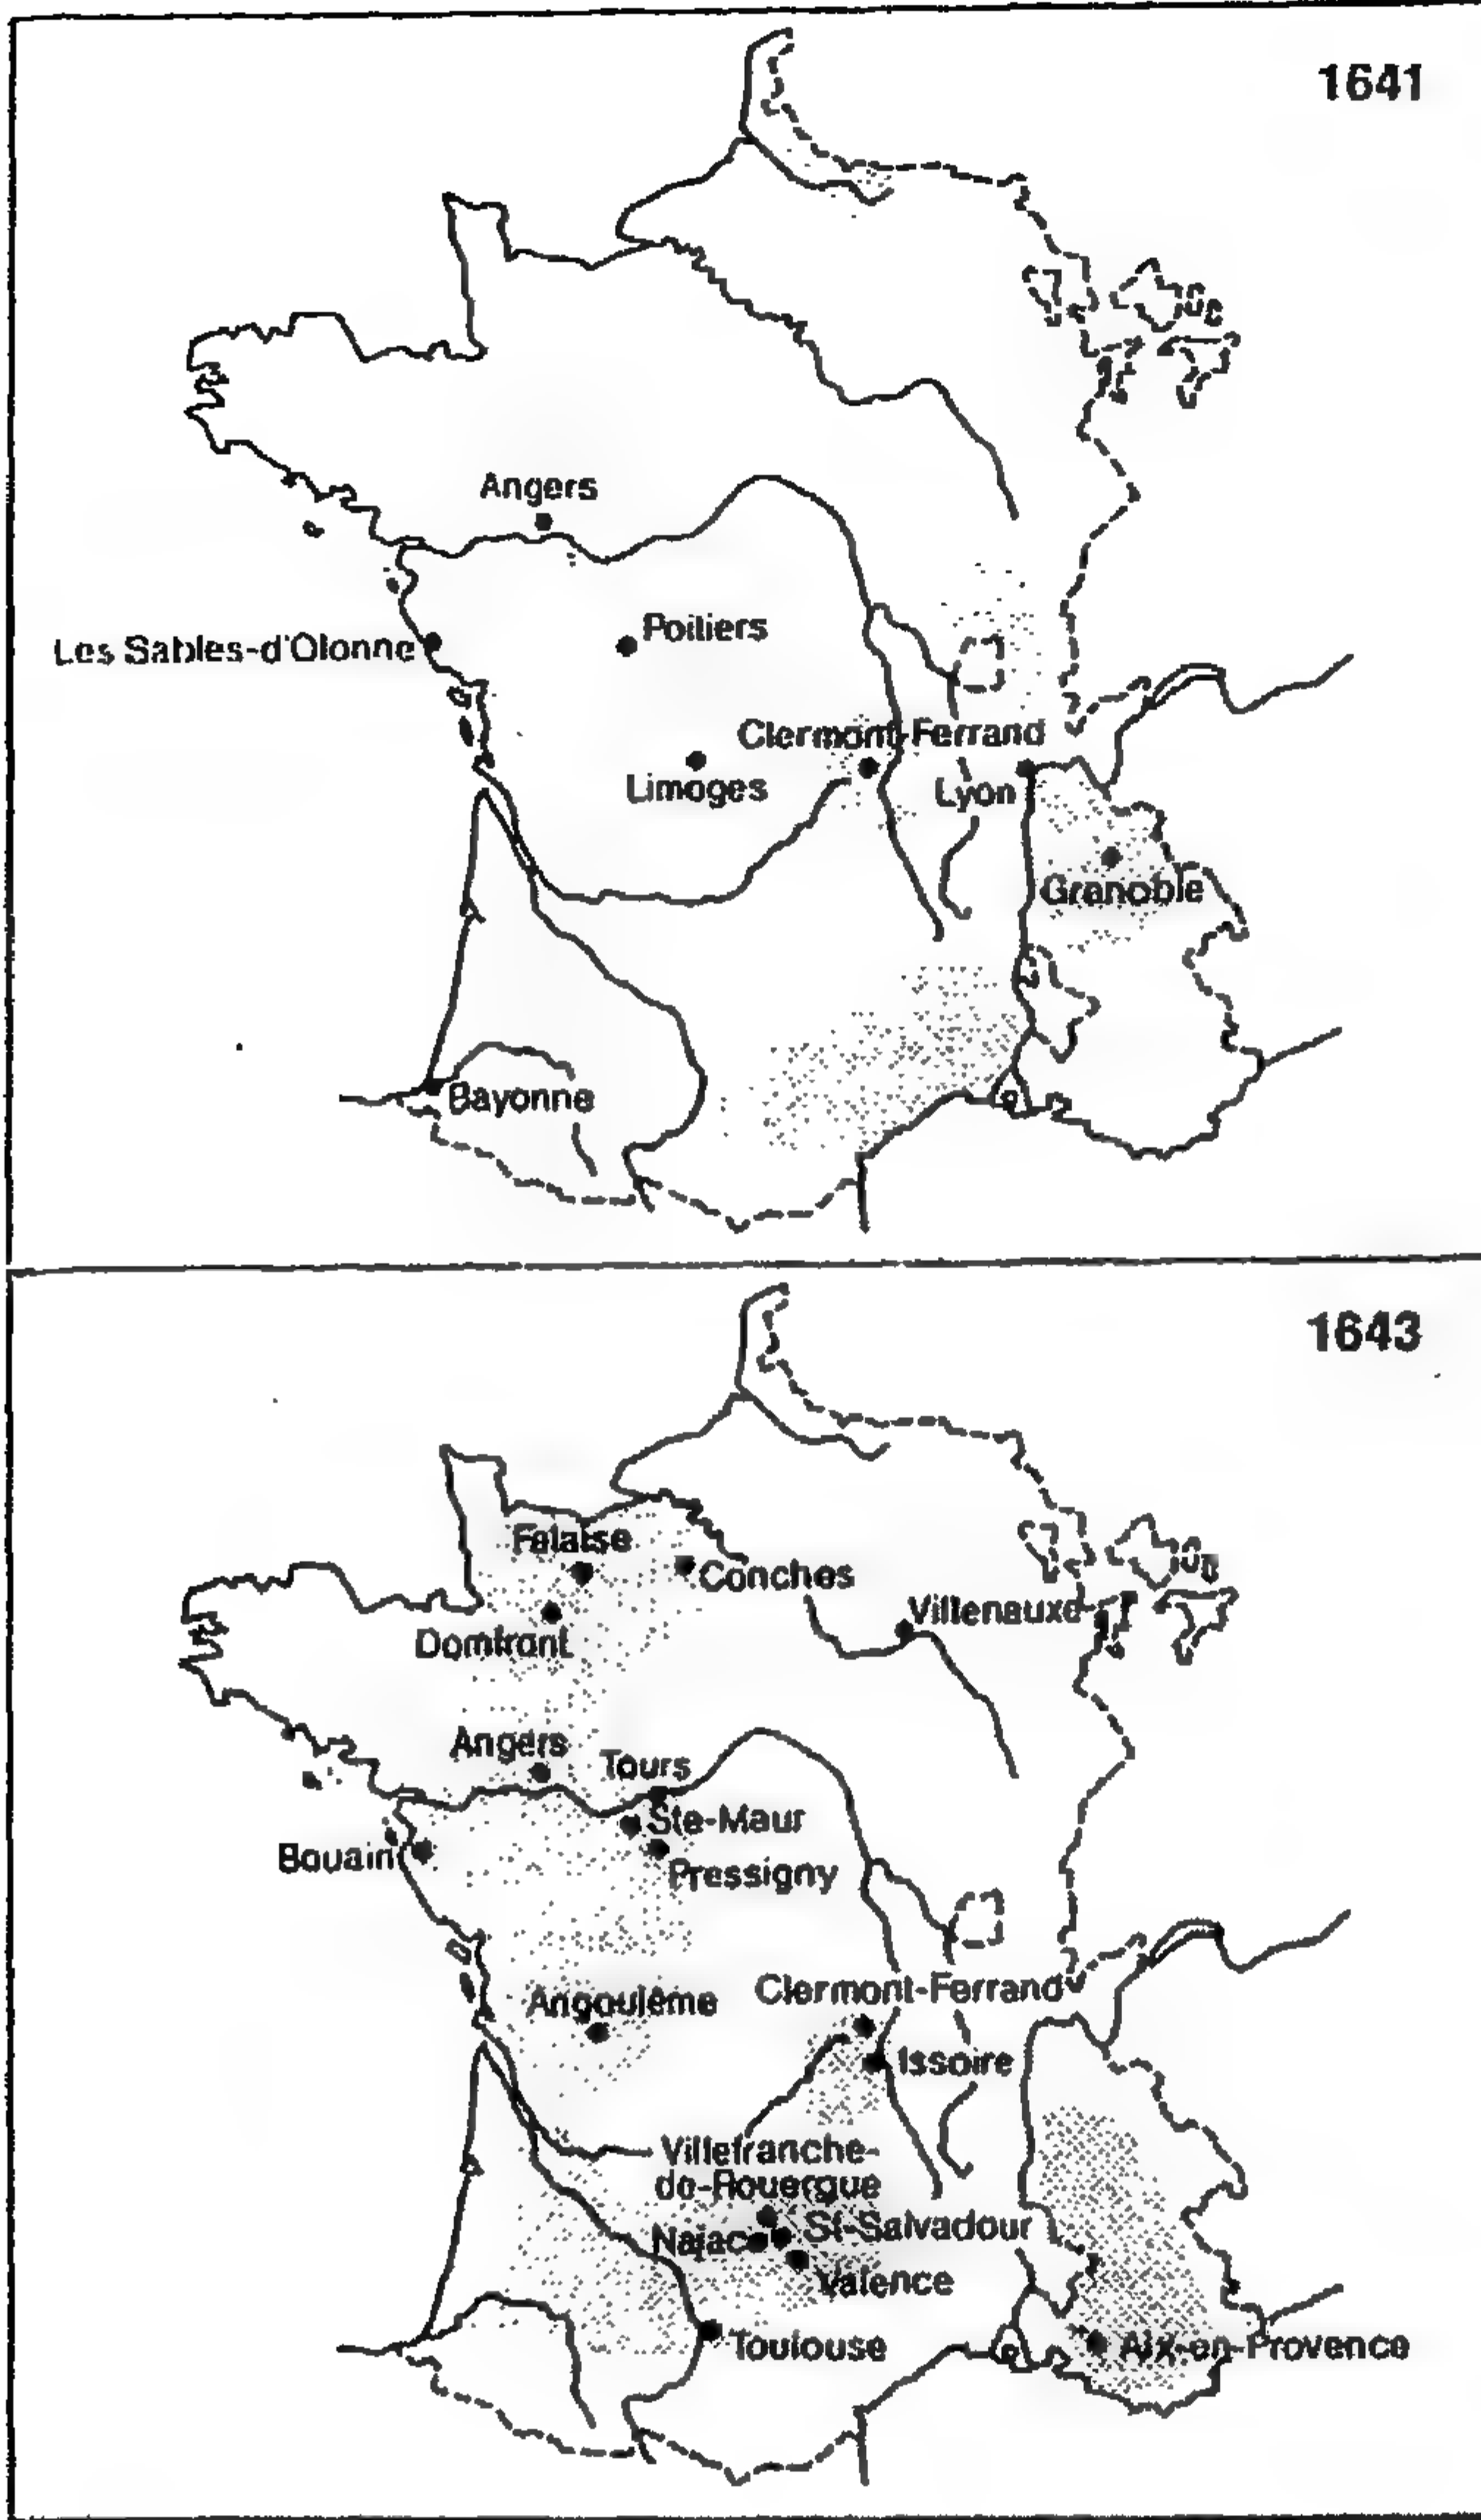 1641
Angers
Les Sables-d'Olonne
Poitiers
Clermont-Ferrand
Limoges
Lyon
Grenoble
Bayonne
1643
Falaise
Conches
Villenauxe
Domfront
Angers
Tours
Ste-Maur
Bouain
Pressigny
Angoulême
Clermont-Ferrand
Issoire
Villefranche-
de-Rouergue
St-Salvadour
Najac
Valence
Toulouse
Aix-en-Provence